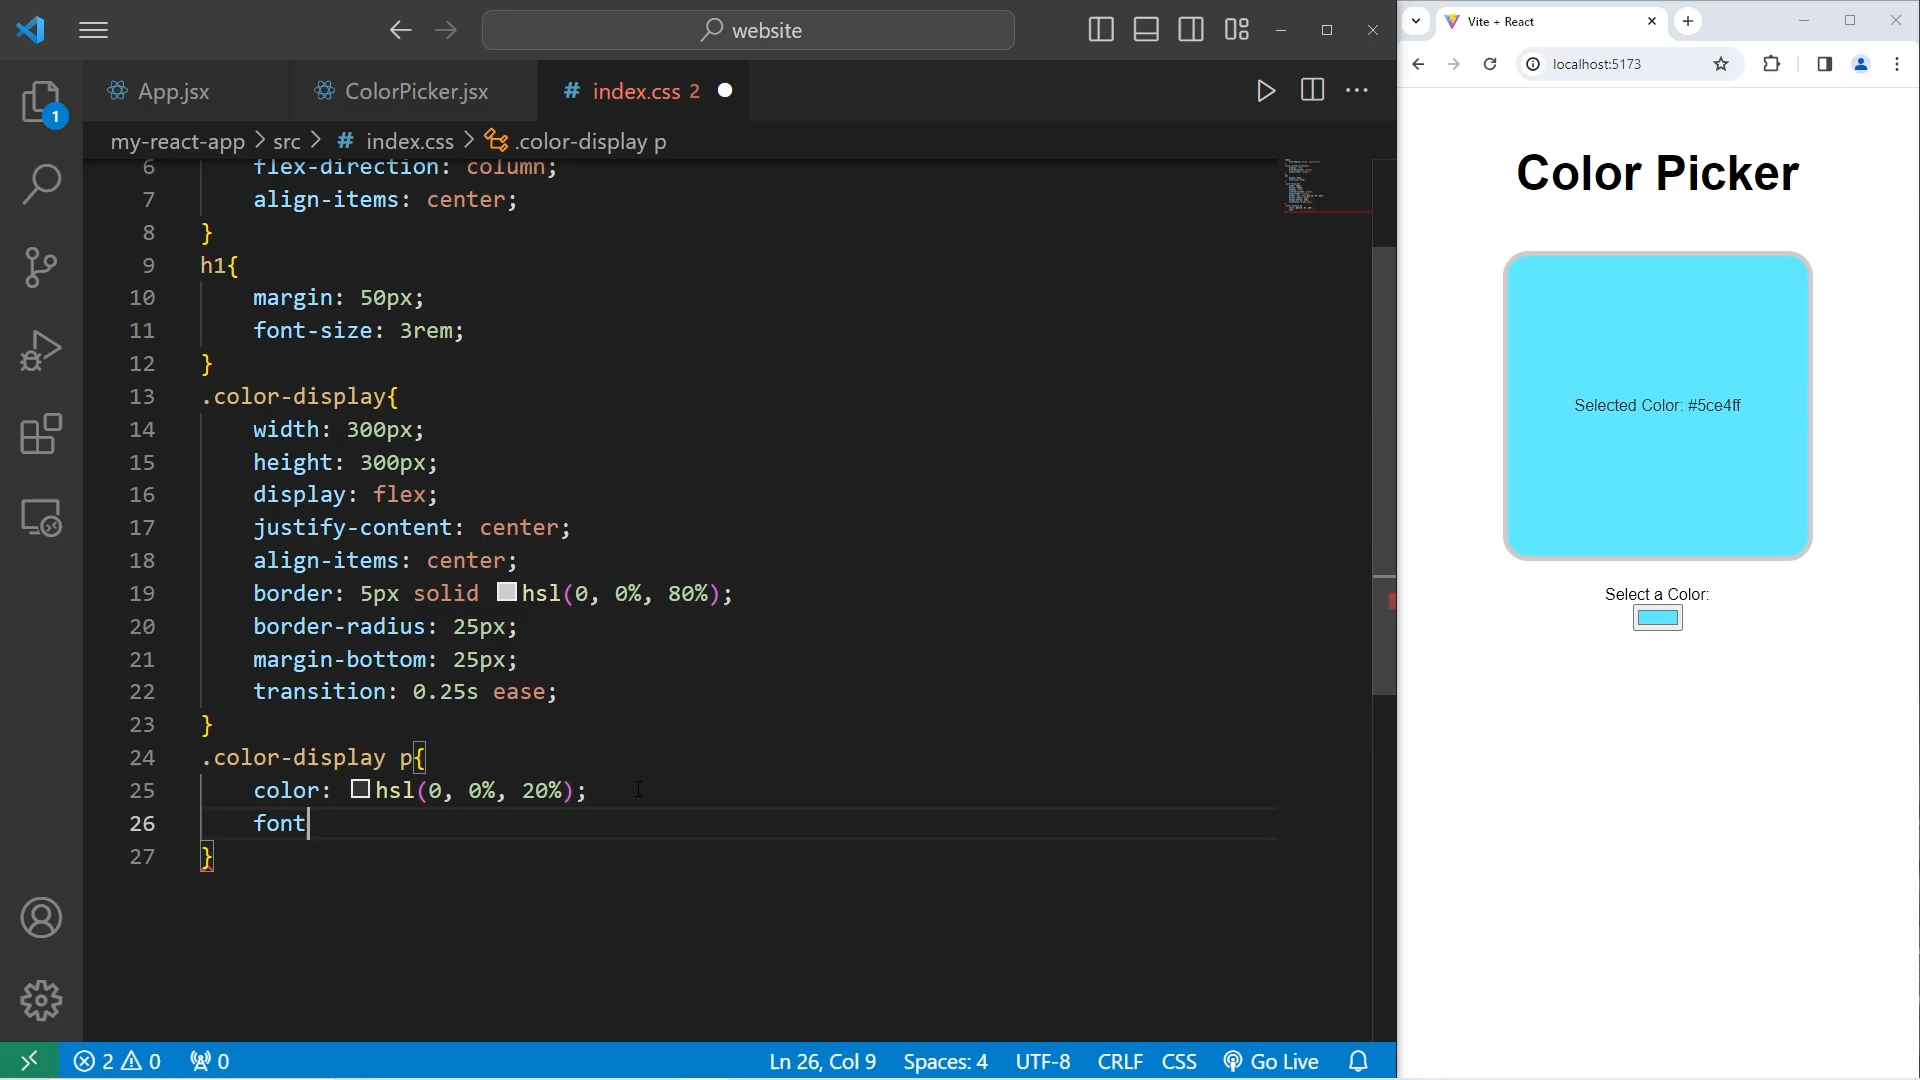 website
Vite + React
localhost:5173
App.jsx
ColorPicker.jsx
# index.css 2
1
my-react-app > src > # index.css > .color-display p
6 flex-direction: column;
7 align-items: center;
8 }
9 h1{
10 margin: 50px;
11 font-size: 3rem;
12 }
13 .color-display{
14 width: 300px;
15 height: 300px;
16 display: flex;
17 justify-content: center;
18 align-items: center;
19 border: 5px solid hsl(0, 0%, 80%);
20 border-radius: 25px;
21 margin-bottom: 25px;
22 transition: 0.25s ease;
23 }
24 .color-display p{
25 color: hsl(0, 0%, 20%);
26 font
27 }
Color Picker
Selected Color: #5ce4ff
Select a Color:
2 0 0
Ln 26, Col 9 Spaces: 4 UTF-8 CRLF CSS Go Live